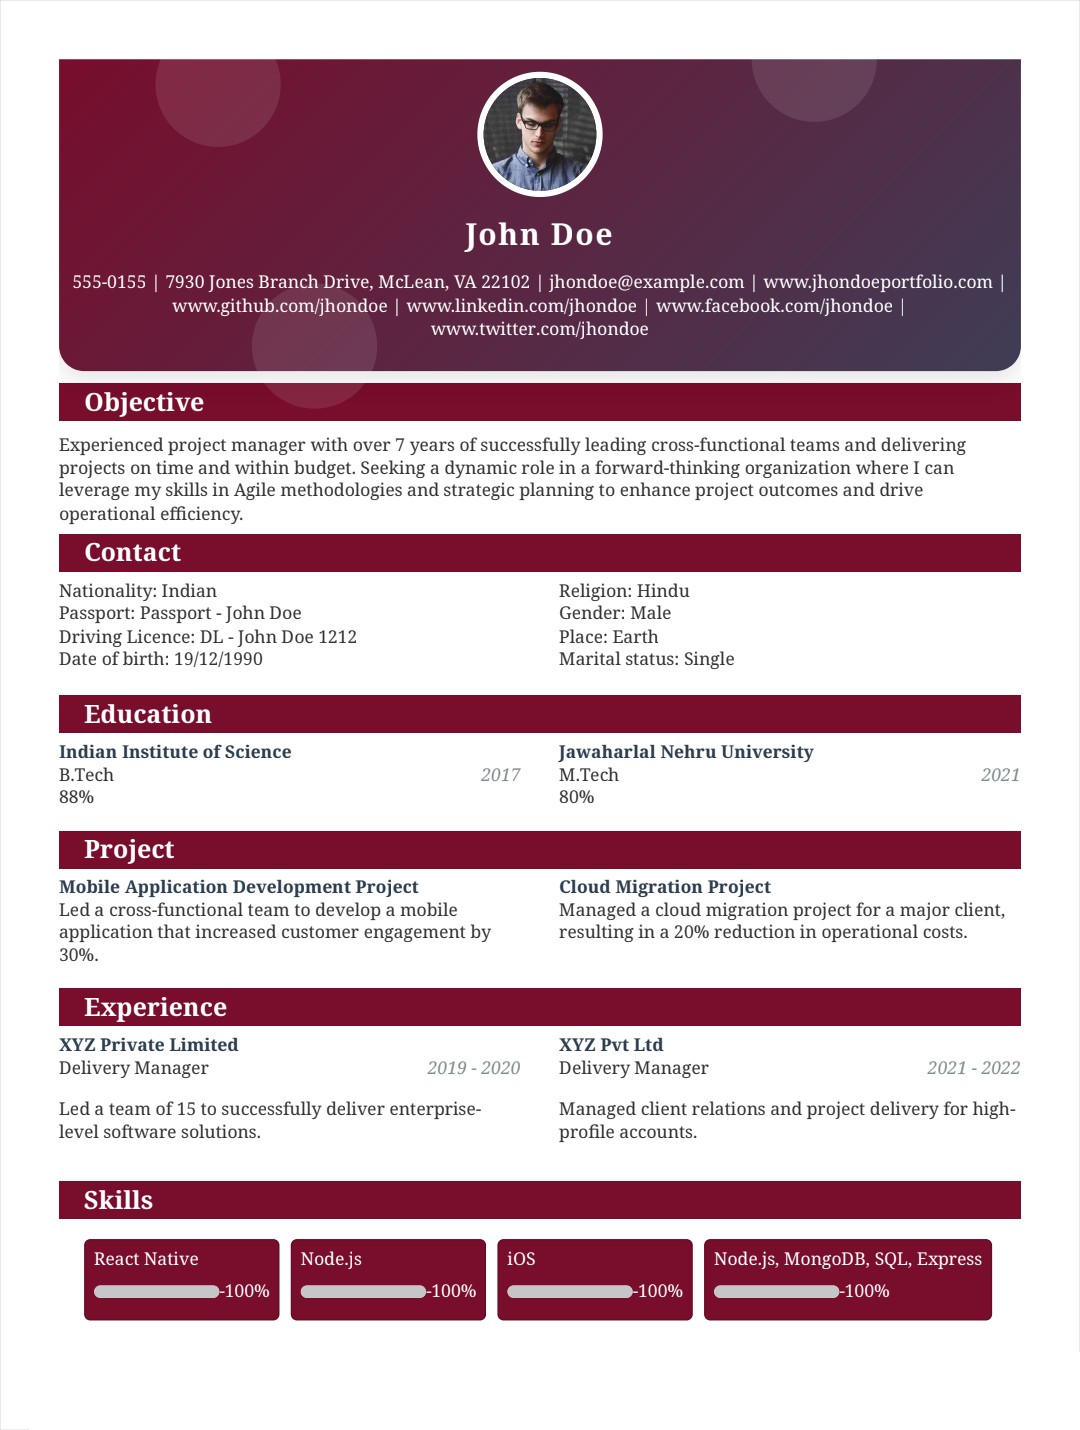 John Doe
555-0155 | 7930 Jones Branch Drive, McLean, VA 22102 | jhondoe@example.com | www.jhondoeportfolio.com |
www.github.com/jhondoe | www.linkedin.com/jhondoe | www.facebook.com/jhondoe |
www.twitter.com/jhondoe
Objective
Experienced project manager with over 7 years of successfully leading cross-functional teams and delivering
projects on time and within budget. Seeking a dynamic role in a forward-thinking organization where I can
leverage my skills in Agile methodologies and strategic planning to enhance project outcomes and drive
operational efficiency.
Contact
Nationality: Indian
Passport: Passport - John Doe
Driving Licence: DL - John Doe 1212
Date of birth: 19/12/1990
Religion: Hindu
Gender: Male
Place: Earth
Marital status: Single
Education
Indian Institute of Science
B.Tech 2017
88%
Jawaharlal Nehru University
M.Tech 2021
80%
Project
Mobile Application Development Project
Led a cross-functional team to develop a mobile
application that increased customer engagement by
30%.
Cloud Migration Project
Managed a cloud migration project for a major client,
resulting in a 20% reduction in operational costs.
Experience
XYZ Private Limited
Delivery Manager 2019 - 2020
Led a team of 15 to successfully deliver enterprise-
level software solutions.
XYZ Pvt Ltd
Delivery Manager 2021 - 2022
Managed client relations and project delivery for high-
profile accounts.
Skills
React Native
-100%
Node.js
-100%
iOS
-100%
Node.js, MongoDB, SQL, Express
-100%